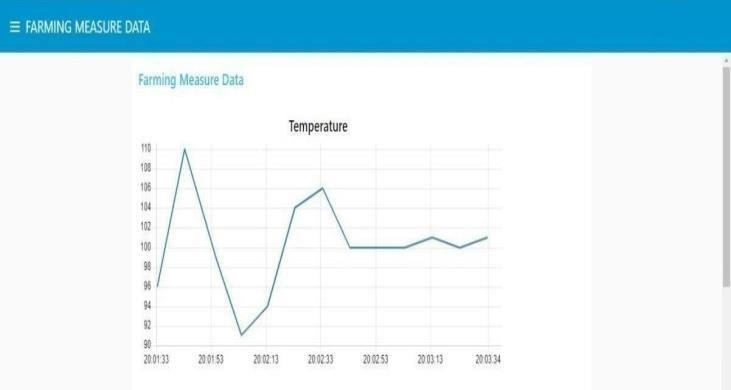 ☰ FARMING MEASURE DATA
Farming Measure Data
Temperature
110
108
106
104
102
100
98
96
94
92
90
20:01:33 20:01:53 20:02:13 20:02:33 20:02:53 20:03:13 20:03:34